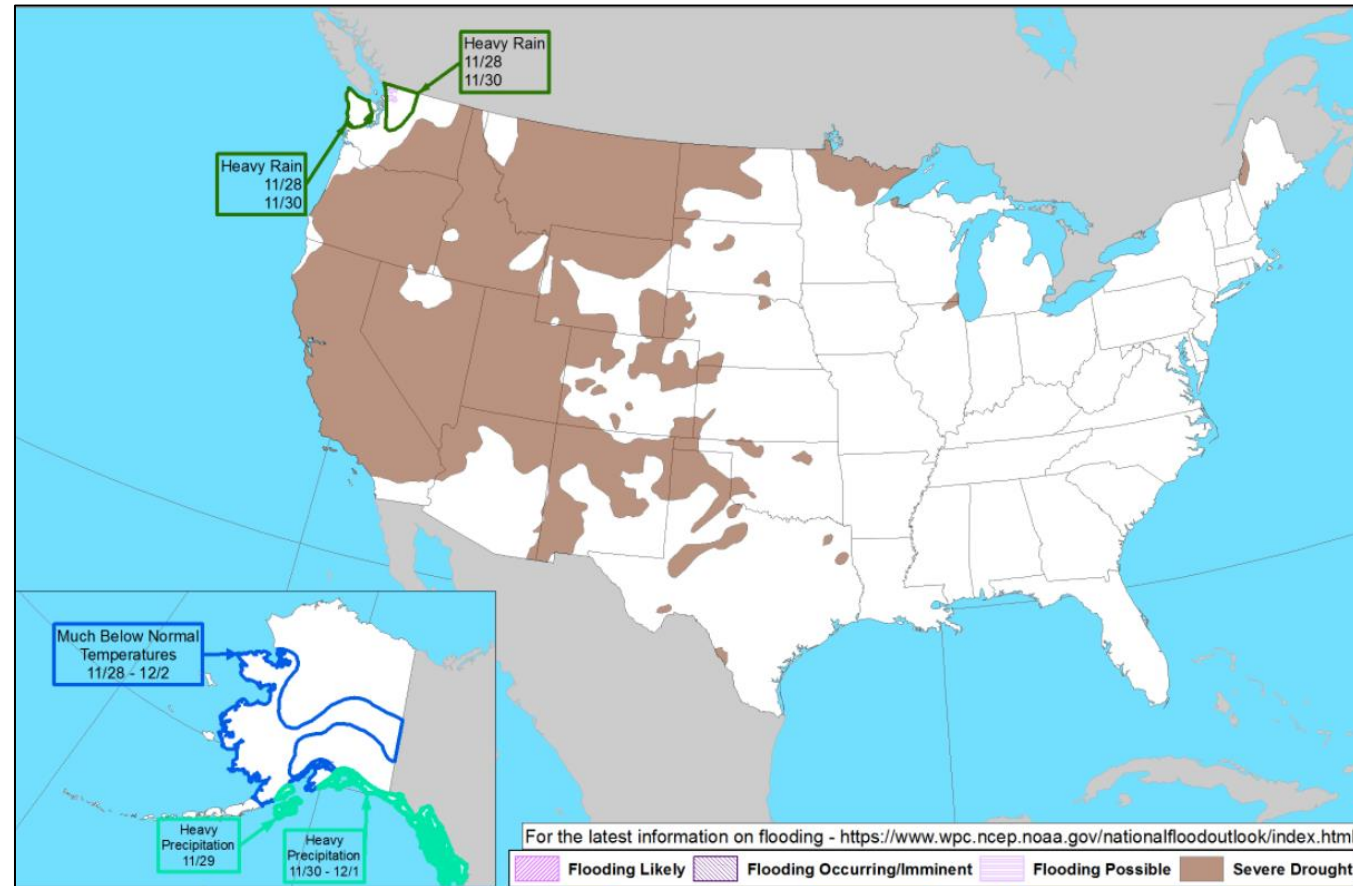 Heavy Rain
11/28
11/30
Heavy Rain
11/28
11/30
Much Below Normal
Temperatures
11/28 - 12/2
Heavy
Precipitation
11/29
Heavy
Precipitation
11/30 - 12/1
For the latest information on flooding - https://www.wpc.ncep.noaa.gov/nationalfloodoutlook/index.html
Flooding Likely
Flooding Occurring/Imminent
Flooding Possible
Severe Drought